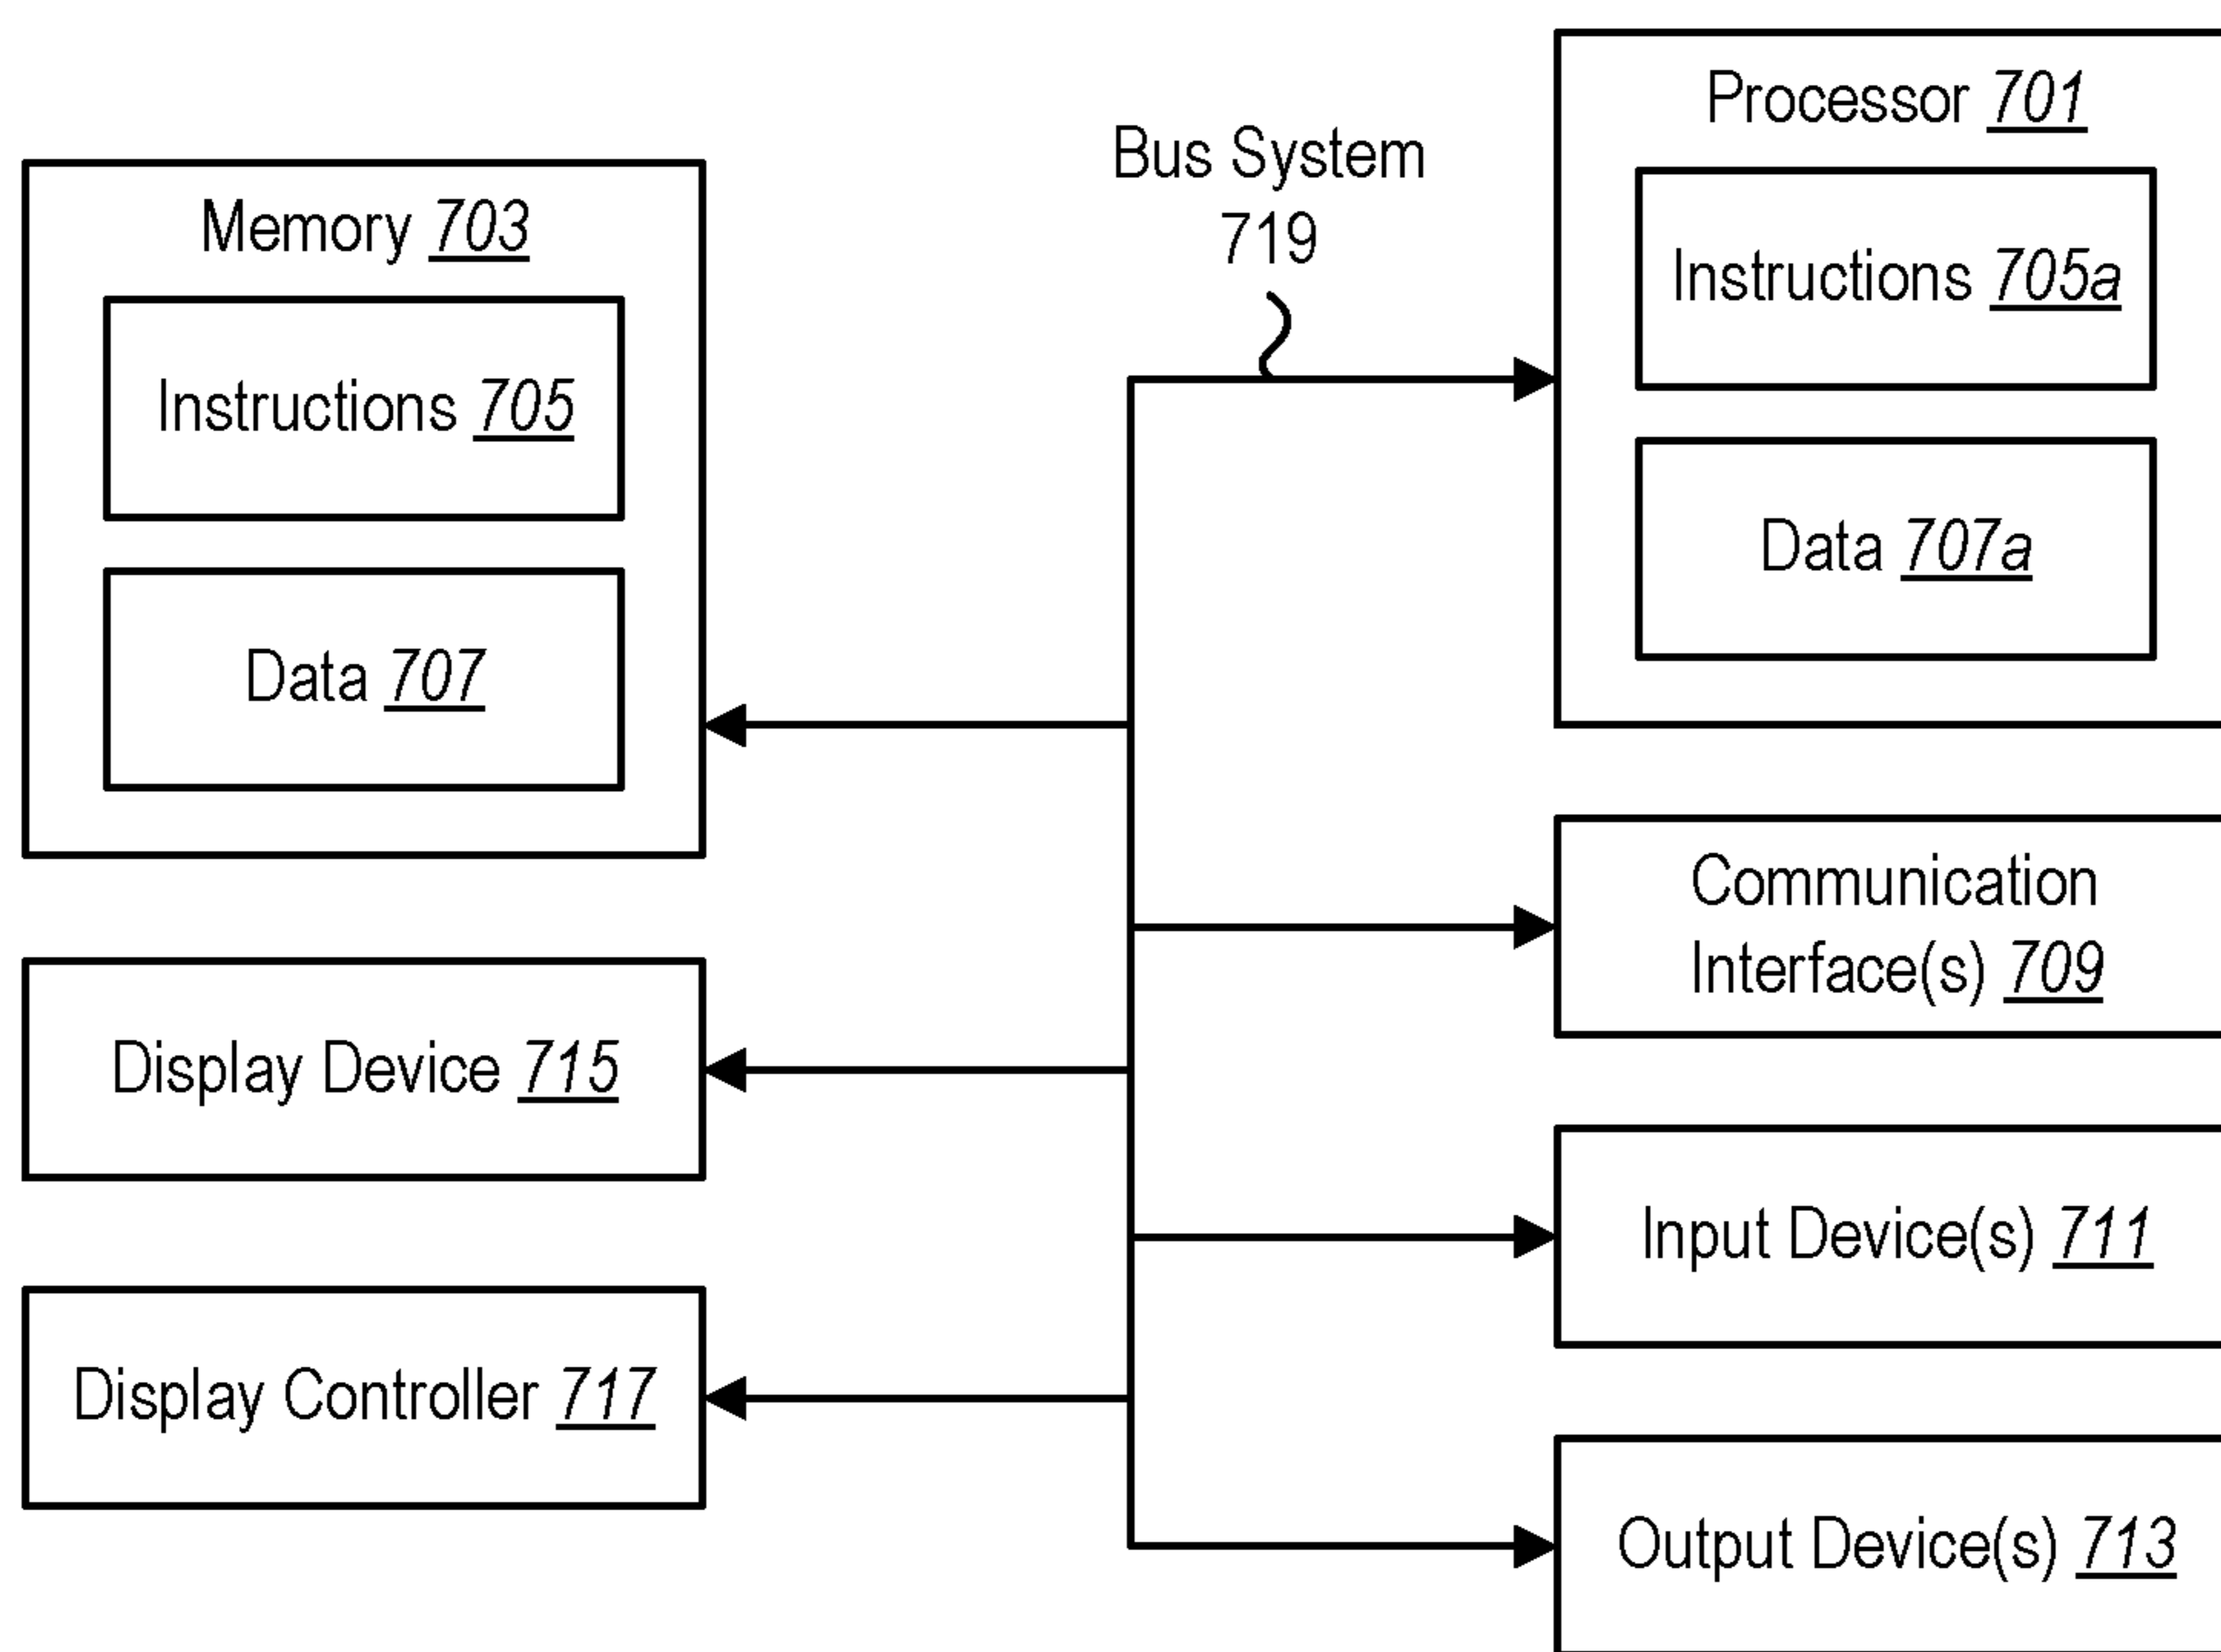 Memory 703
Instructions 705
Data 707
Display Device 715
Display Controller 717
Bus System
719
Processor 701
Instructions 705a
Data 707a
Communication
Interface(s) 709
Input Device(s) 711
Output Device(s) 713